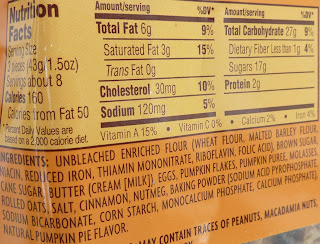 Nutrition Facts
Serving Size
2 pieces (43g/1.5oz)
Servings about 8
Calories 160
Calories from Fat 50
*Percent Daily Values are
based on a 2,000 calorie diet.
Amount/serving %DV*
Total Fat 6g 9%
Saturated Fat 3g 15%
Trans Fat 0g
Cholesterol 30mg 10%
Sodium 120mg 5%
Amount/serving %DV*
Total Carbohydrate 27g 9%
Dietary Fiber Less than 1g 4%
Sugars 17g
Protein 2g
Vitamin A 15% • Vitamin C 0% • Calcium 2% • Iron 4%
INGREDIENTS: UNBLEACHED ENRICHED FLOUR (WHEAT FLOUR, MALTED BARLEY FLOUR,
NIACIN, REDUCED IRON, THIAMIN MONONITRATE, RIBOFLAVIN, FOLIC ACID), BROWN SUGAR,
CANE SUGAR, BUTTER (CREAM [MILK]) EGGS, PUMPKIN FLAKES, PUMPKIN PUREE, MOLASSES,
ROLLED OATS, SALT, CINNAMON, NUTMEG, BAKING POWDER (SODIUM ACID PYROPHOSPHATE,
SODIUM BICARBONATE, CORN STARCH, MONOCALCIUM PHOSPHATE, CALCIUM PHOSPHATE),
NATURAL PUMPKIN PIE FLAVOR.
MAY CONTAIN TRACES OF PEANUTS, MACADAMIA NUTS,